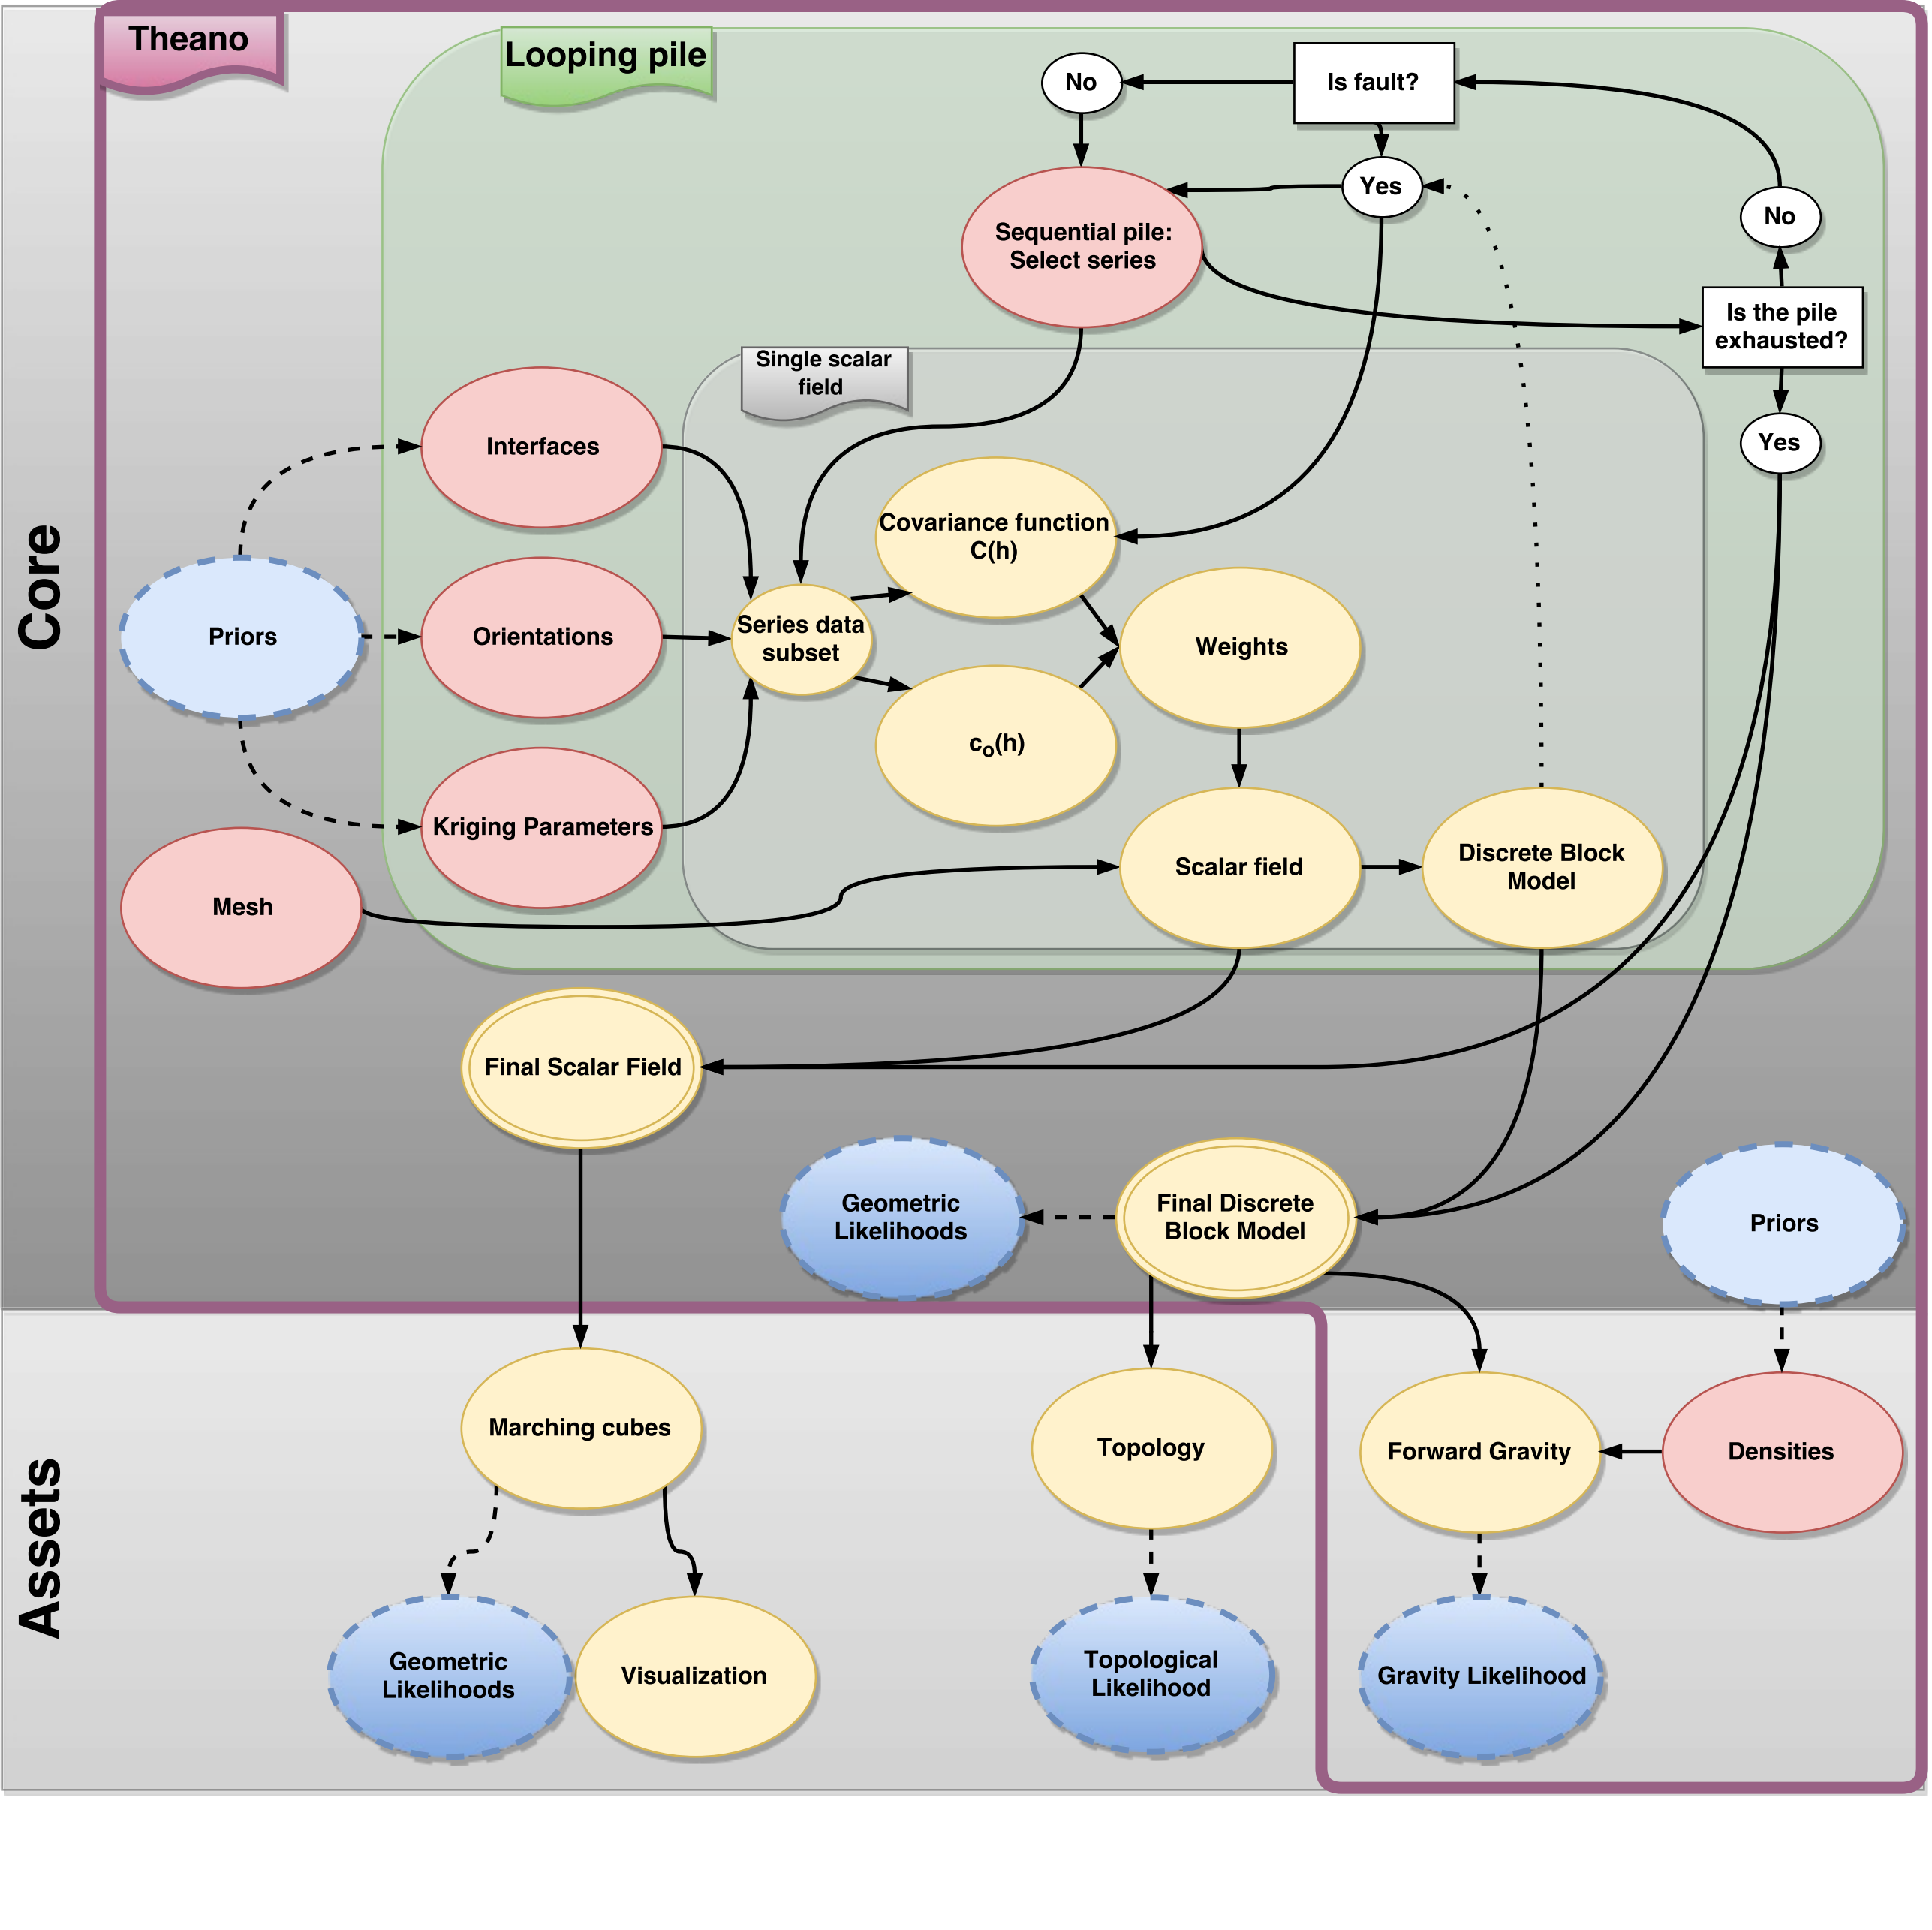 Theano
Looping pile
No
Is fault?
Yes
No
Sequential pile:
Select series
Is the pile
exhausted?
Single scalar
field
Yes
Interfaces
Covariance function
C(h)
Core
Priors
Orientations
Series data
subset
Weights
c₀(h)
Kriging Parameters
Mesh
Scalar field
Discrete Block
Model
Final Scalar Field
Geometric
Likelihoods
Final Discrete
Block Model
Priors
Assets
Marching cubes
Topology
Forward Gravity
Densities
Geometric
Likelihoods
Visualization
Topological
Likelihood
Gravity Likelihood